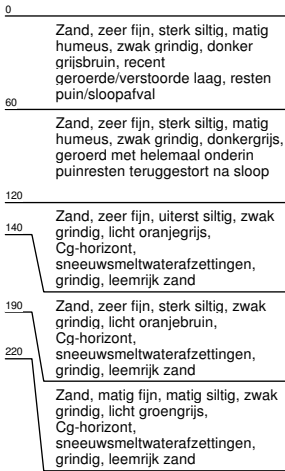 0
Zand, zeer fijn, sterk siltig, matig
humeus, zwak grindig, donker
grijsbruin, recent
geroerde/verstoorde laag, resten
puin/sloopafval
60
Zand, zeer fijn, sterk siltig, matig
humeus, zwak grindig, donkergrijs,
geroerd met helemaal onderin
puinresten teruggestort na sloop
120
Zand, zeer fijn, uiterst siltig, zwak
grindig, licht oranjegrijs,
Cg-horizont,
sneeuwsmeltwaterafzettingen,
grindig, leemrijk zand
140
Zand, zeer fijn, sterk siltig, zwak
grindig, licht oranjebruin,
Cg-horizont,
sneeuwsmeltwaterafzettingen,
grindig, leemrijk zand
190
Zand, matig fijn, matig siltig, zwak
grindig, licht groengrijs,
Cg-horizont,
sneeuwsmeltwaterafzettingen,
grindig, leemrijk zand
220